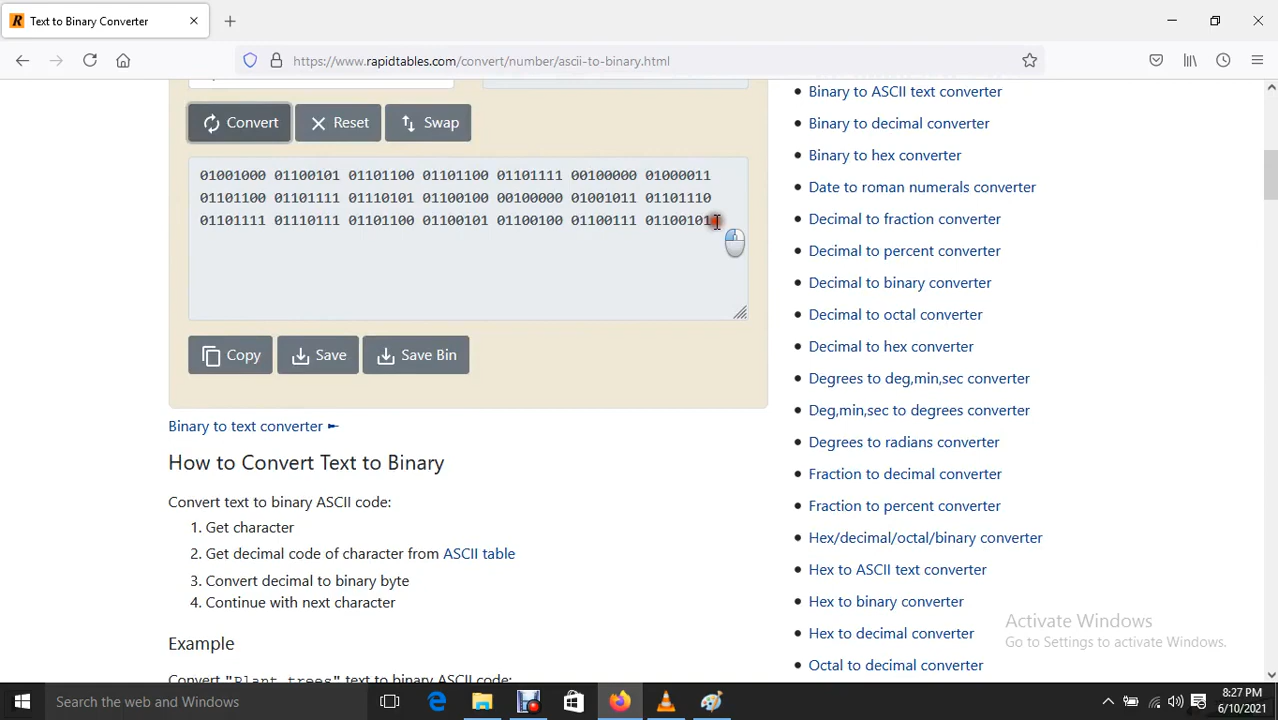 Text to Binary Converter
https://www.rapidtables.com/convert/number/ascii-to-binary.html
Convert
Reset
Swap
01001000 01100101 01101100 01101100 01101111 00100000 01000011
01101100 01101111 01110101 01100100 00100000 01001011 01101110
01101111 01110111 01101100 01100101 01100100 01100111 01100101
Copy
Save
Save Bin
Binary to text converter ►
How to Convert Text to Binary
Convert text to binary ASCII code:
1. Get character
2. Get decimal code of character from ASCII table
3. Convert decimal to binary byte
4. Continue with next character
Example
Convert "Plant trees" text to binary ASCII code:
Binary to ASCII text converter
Binary to decimal converter
Binary to hex converter
Date to roman numerals converter
Decimal to fraction converter
Decimal to percent converter
Decimal to binary converter
Decimal to octal converter
Decimal to hex converter
Degrees to deg,min,sec converter
Deg,min,sec to degrees converter
Degrees to radians converter
Fraction to decimal converter
Fraction to percent converter
Hex/decimal/octal/binary converter
Hex to ASCII text converter
Hex to binary converter
Hex to decimal converter
Octal to decimal converter
Activate Windows
Go to Settings to activate Windows.
Search the web and Windows
8:27 PM
6/10/2021